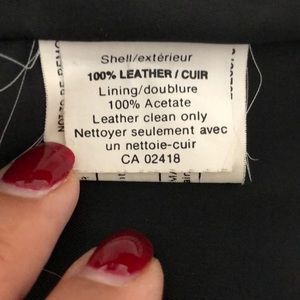 Shell/extérieur
100% LEATHER / CUIR
Lining/doublure
100% Acetate
Leather clean only
Nettoyer seulement avec
un nettoie-cuir
CA 02418